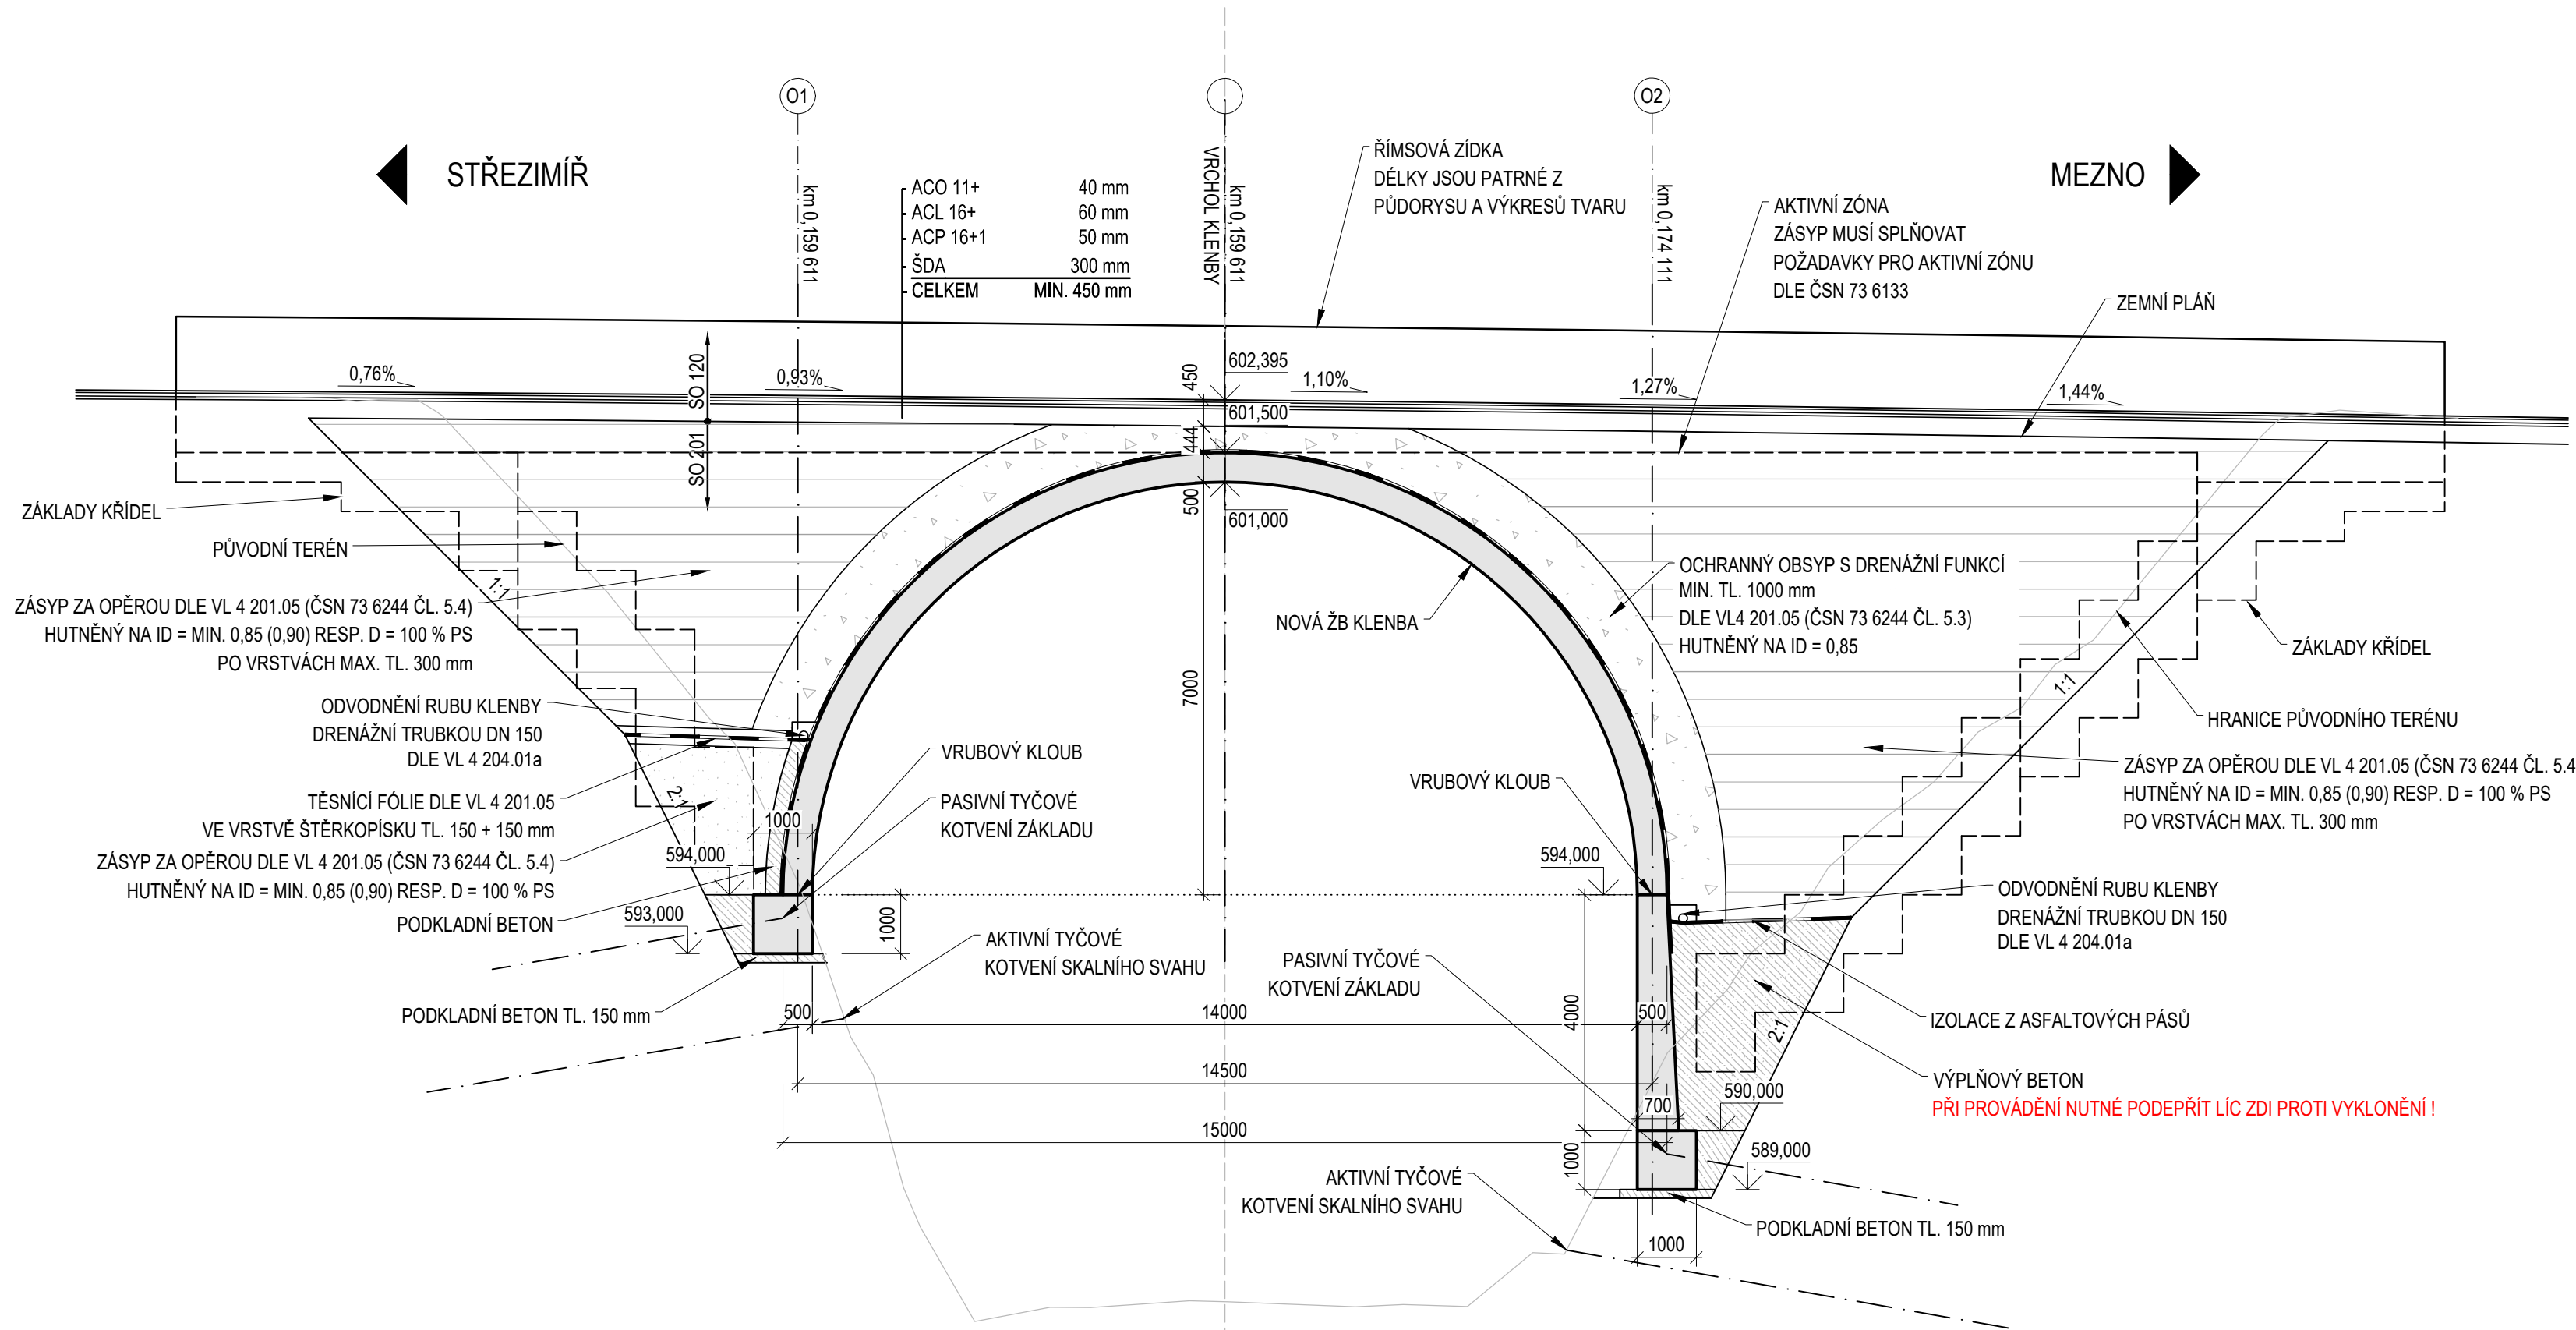 O1
O2
STŘEZIMÍŘ
MEZNO
km 0,159 611
VRCHOL KLENBY
km 0,159 611
km 0,174 111
ACO 11+ 40 mm
ACL 16+ 60 mm
ACP 16+1 50 mm
ŠDA 300 mm
CELKEM MIN. 450 mm
ŘÍMSOVÁ ZÍDKA
DÉLKY JSOU PATRNÉ Z
PŮDORYSU A VÝKRESŮ TVARU
AKTIVNÍ ZÓNA
ZÁSYP MUSÍ SPLŇOVAT
POŽADAVKY PRO AKTIVNÍ ZÓNU
DLE ČSN 73 6133
ZEMNÍ PLÁŇ
0,76%
SO 120
0,93%
450
602,395
1,10%
1,27%
1,44%
601,500
444
SO 201
500
601,000
ZÁKLADY KŘÍDEL
PŮVODNÍ TERÉN
1:1
ZÁSYP ZA OPĚROU DLE VL 4 201.05 (ČSN 73 6244 ČL. 5.4)
HUTNĚNÝ NA ID = MIN. 0,85 (0,90) RESP. D = 100 % PS
PO VRSTVÁCH MAX. TL. 300 mm
OCHRANNÝ OBSYP S DRENÁŽNÍ FUNKCÍ
MIN. TL. 1000 mm
DLE VL4 201.05 (ČSN 73 6244 ČL. 5.3)
HUTNĚNÝ NA ID = 0,85
NOVÁ ŽB KLENBA
ZÁKLADY KŘÍDEL
1:1
HRANICE PŮVODNÍHO TERÉNU
7000
ODVODNĚNÍ RUBU KLENBY
DRENÁŽNÍ TRUBKOU DN 150
DLE VL 4 204.01a
VRUBOVÝ KLOUB
VRUBOVÝ KLOUB
ZÁSYP ZA OPĚROU DLE VL 4 201.05 (ČSN 73 6244 ČL. 5.4
HUTNĚNÝ NA ID = MIN. 0,85 (0,90) RESP. D = 100 % PS
PO VRSTVÁCH MAX. TL. 300 mm
TĚSNÍCÍ FÓLIE DLE VL 4 201.05
VE VRSTVĚ ŠTĚRKOPÍSKU TL. 150 + 150 mm
2:1
1000
PASIVNÍ TYČOVÉ
KOTVENÍ ZÁKLADU
ZÁSYP ZA OPĚROU DLE VL 4 201.05 (ČSN 73 6244 ČL. 5.4)
HUTNĚNÝ NA ID = MIN. 0,85 (0,90) RESP. D = 100 % PS
594,000
594,000
PODKLADNÍ BETON
593,000
1000
ODVODNĚNÍ RUBU KLENBY
DRENÁŽNÍ TRUBKOU DN 150
DLE VL 4 204.01a
AKTIVNÍ TYČOVÉ
KOTVENÍ SKALNÍHO SVAHU
PASIVNÍ TYČOVÉ
KOTVENÍ ZÁKLADU
PODKLADNÍ BETON TL. 150 mm
500
14000
4000
500
2:1
IZOLACE Z ASFALTOVÝCH PÁSŮ
14500
VÝPLŇOVÝ BETON
PŘI PROVÁDĚNÍ NUTNÉ PODEPŘÍT LÍC ZDI PROTI VYKLONĚNÍ !
700
590,000
15000
1000
589,000
AKTIVNÍ TYČOVÉ
KOTVENÍ SKALNÍHO SVAHU
PODKLADNÍ BETON TL. 150 mm
1000